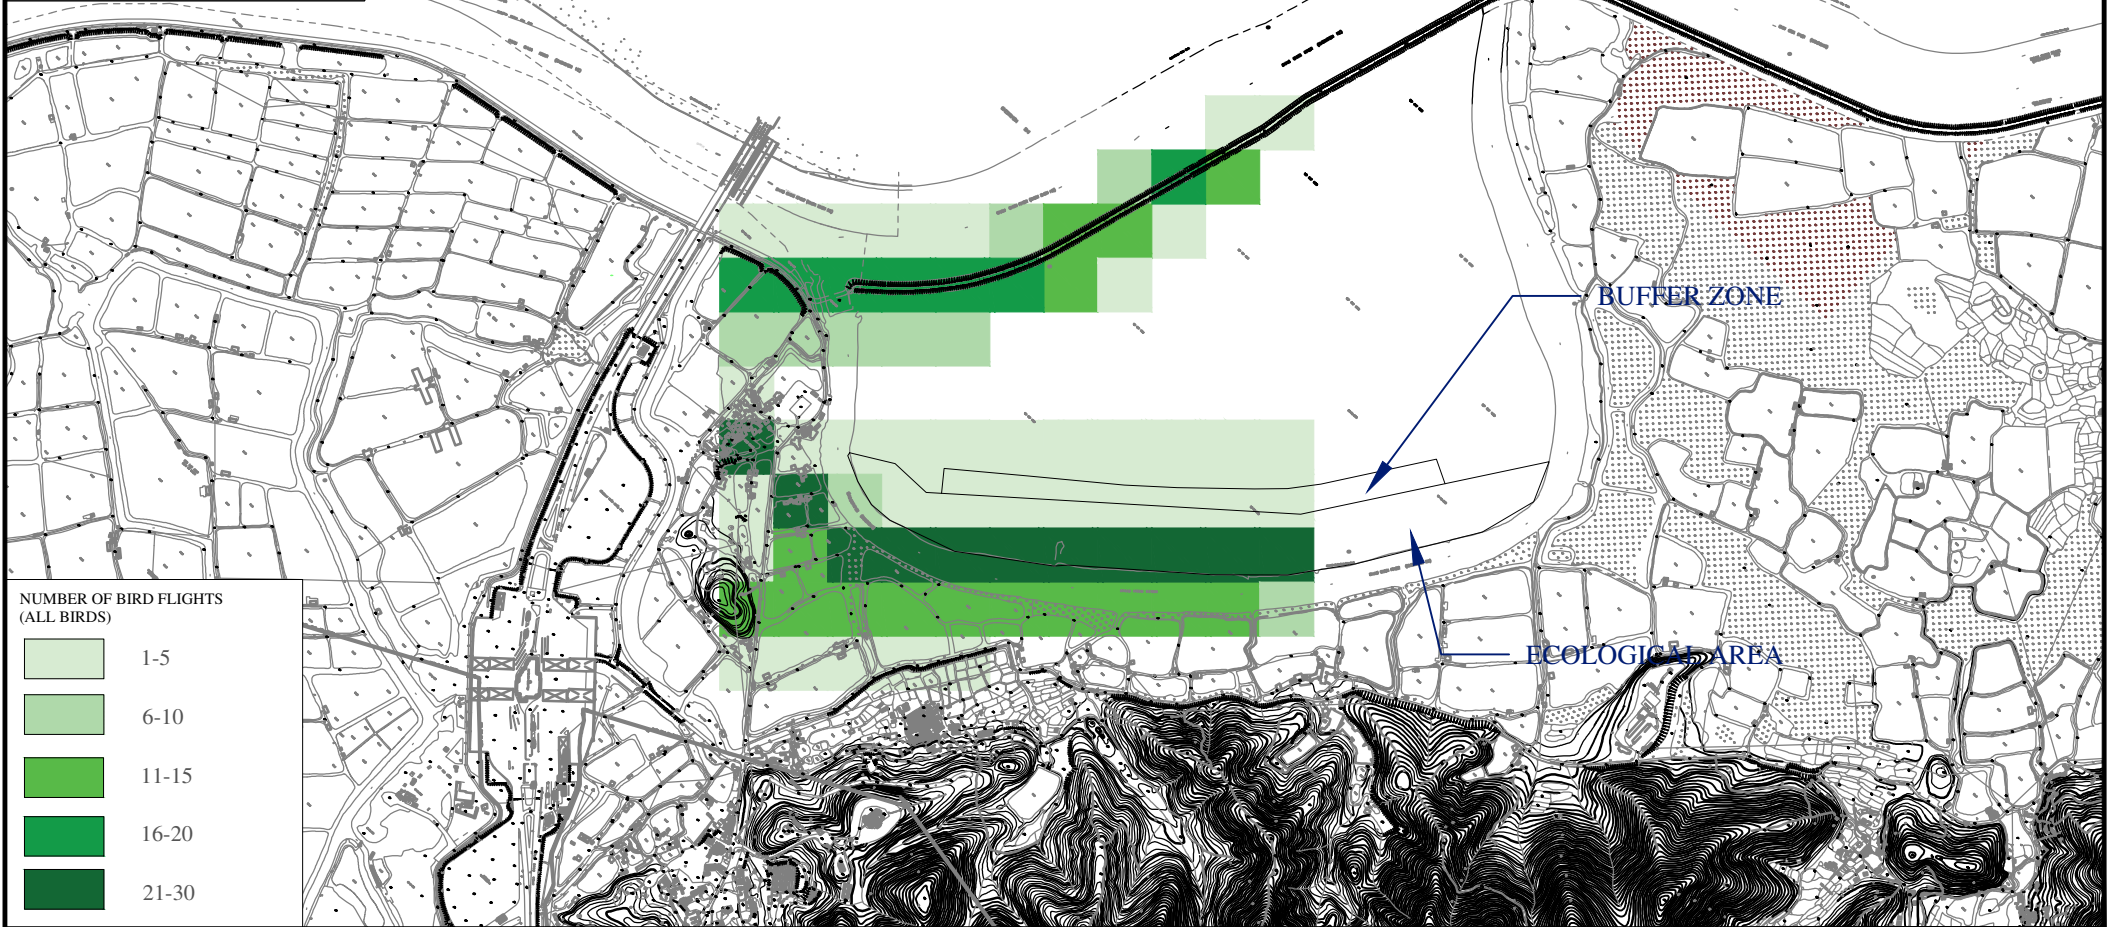 BUFFER ZONE
ECOLOGICAL AREA
NUMBER OF BIRD FLIGHTS
(ALL BIRDS)
1-5
6-10
11-15
16-20
21-30